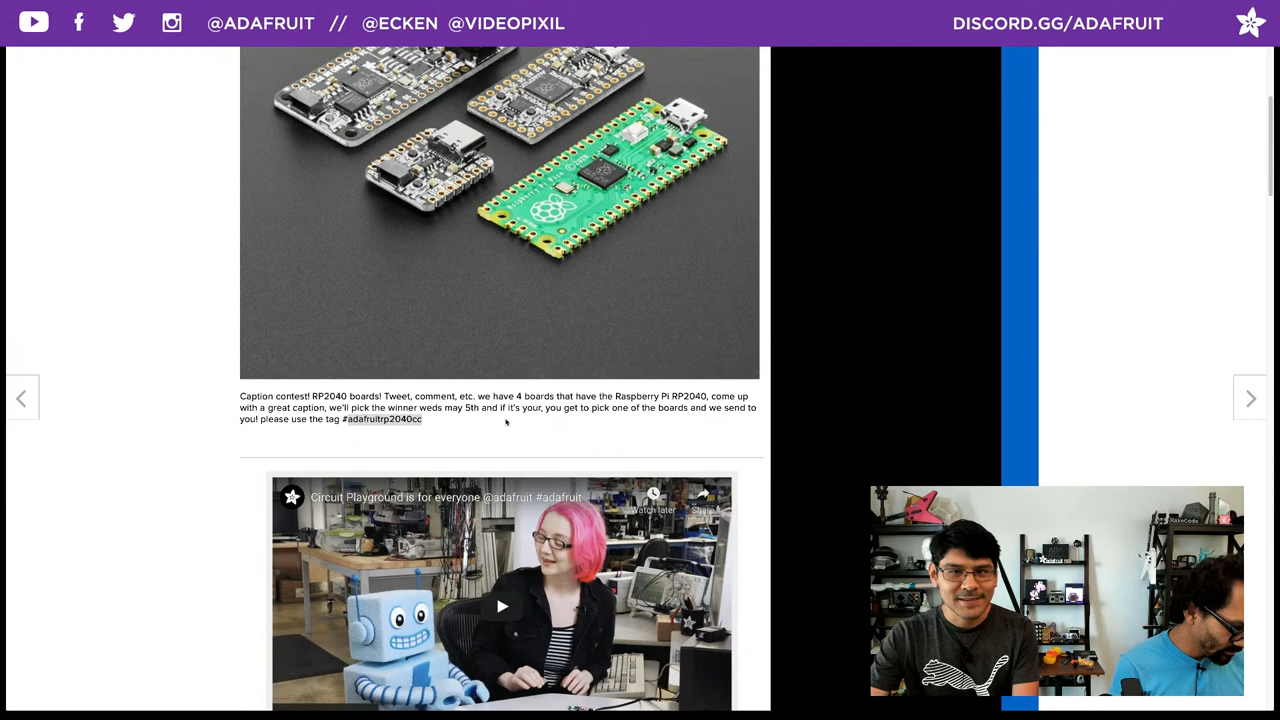 @ADAFRUIT // @ECKEN @VIDEOPIXIL
DISCORD.GG/ADAFRUIT
Caption contest! RP2040 boards! Tweet, comment, etc. we have 4 boards that have the Raspberry Pi RP2040, come up
with a great caption, we'll pick the winner weds may 5th and if it's your, you get to pick one of the boards and we send to
you! please use the tag #adafruitrp2040cc
Circuit Playground is for everyone @adafruit #adafruit
Watch later
Share
MakeCode